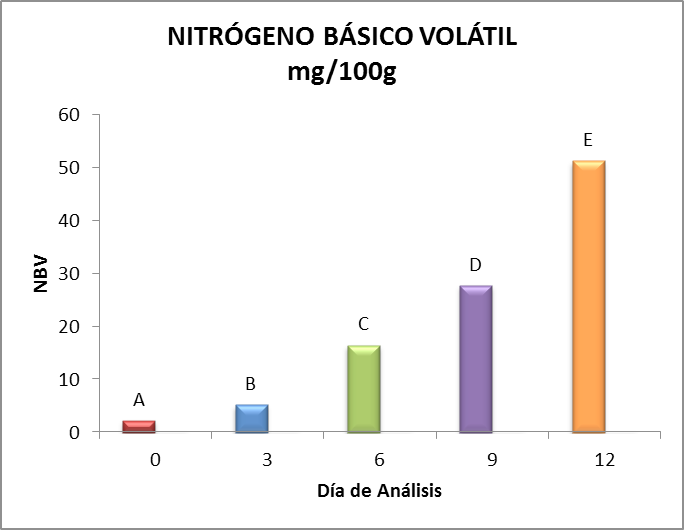 NITRÓGENO BÁSICO VOLÁTIL
mg/100g
60
50
40
30
20
10
0
NBV
A
B
C
D
E
0 3 6 9 12
Día de Análisis